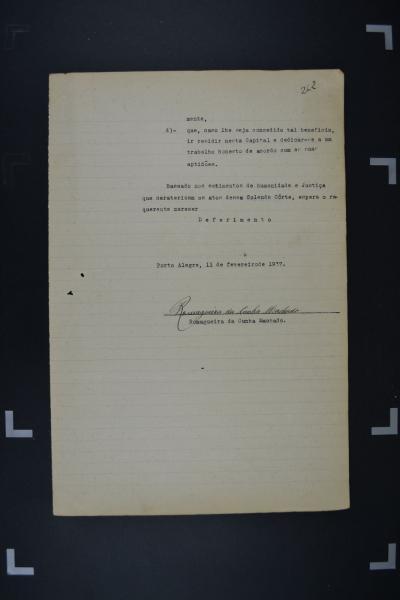 262
mente,
d)- que, caso lhe seja concedido tal beneficio,
ir residir nesta Capital e dedicar-se a um
trabalho honesto de acordo com as suas
aptidões.
Baseado nos sentimentos de Humanidade e Justiça
que caraterizam os atos dessa Colenda Côrte, espera o re-
querente merecer
Deferimento
Porto Alegre, 11 de fevereirode 1937.
Romagueira da Cunha Machado
Romagueira da Cunha Machado.